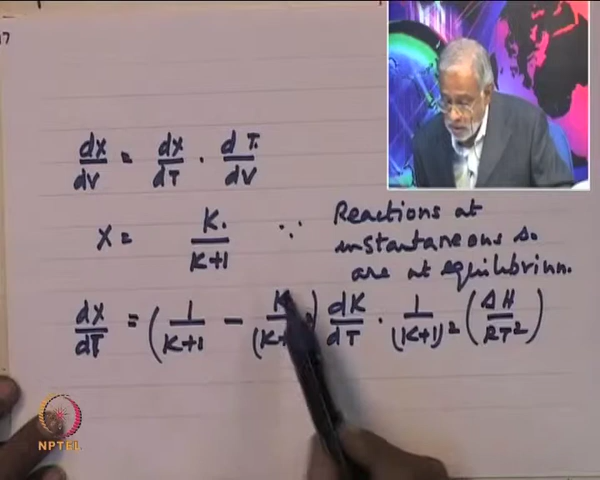 17
dx/dv = dx/dT . dT/dv
x = K/K+1 ∵ Reactions at
instantaneous so
are at equilibrium.
dx/dT = (1/K+1 - K/(K+1) ) dK/dT . 1/(K+1)² (ΔH/RT²)
NPTEL